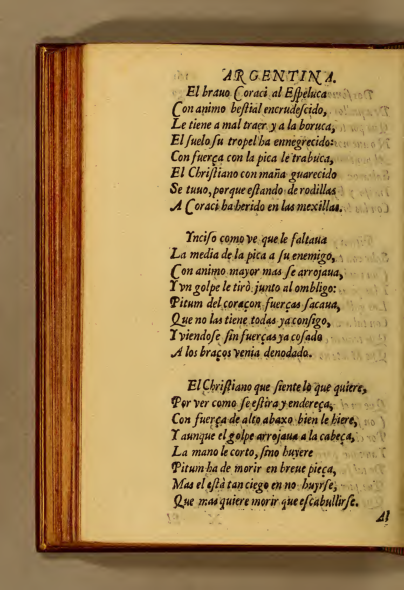 ARGENTINA.
El brauo Coraci al Eſpeluca
Con animo beſtial encrudeſcido,
Le tiene a mal traer y a la boruca,
El ſuelo ſu tropel ha ennegrecido:
Con fuerça con la pica le trabuca,
El Chriſtiano con maña guarecido
Se tuuo, porque eſtando de rodillas
A Coraci ha herido en las mexillas.
Ynciſo como ve que le faltaua
La media de la pica a ſu enemigo,
Con animo mayor mas ſe arrojaua,
Y vn golpe le tirò junto al ombligo:
Pitum del coraçon fuerças ſacaua,
Que no las tiene todas ya conſigo,
Y viendoſe ſin fuerças ya coſado
A los braços venia denodado.
El Chriſtiano que ſiente lo que quiere,
Por ver como ſe eſtira y endereça,
Con fuerça de alto abaxo bien le hiere,
Y aunque el golpe arrojaua a la cabeça,
La mano le corto, ſino huyere
Pitum ha de morir en breue pieça,
Mas el eſtà tan ciego en no huyrſe,
Que mas quiere morir que eſcabullirſe.
Al